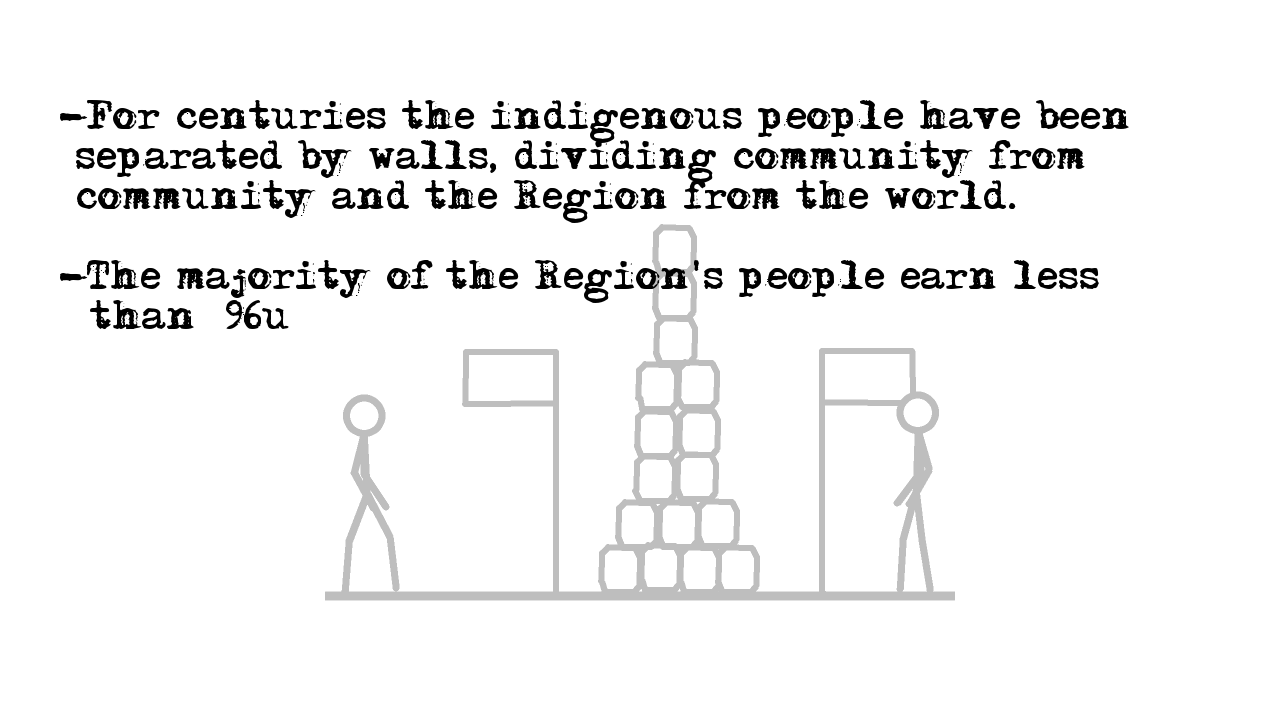 -For centuries the indigenous people have been
separated by walls, dividing community from
community and the Region from the world.
-The majority of the Region's people earn less
than 96u